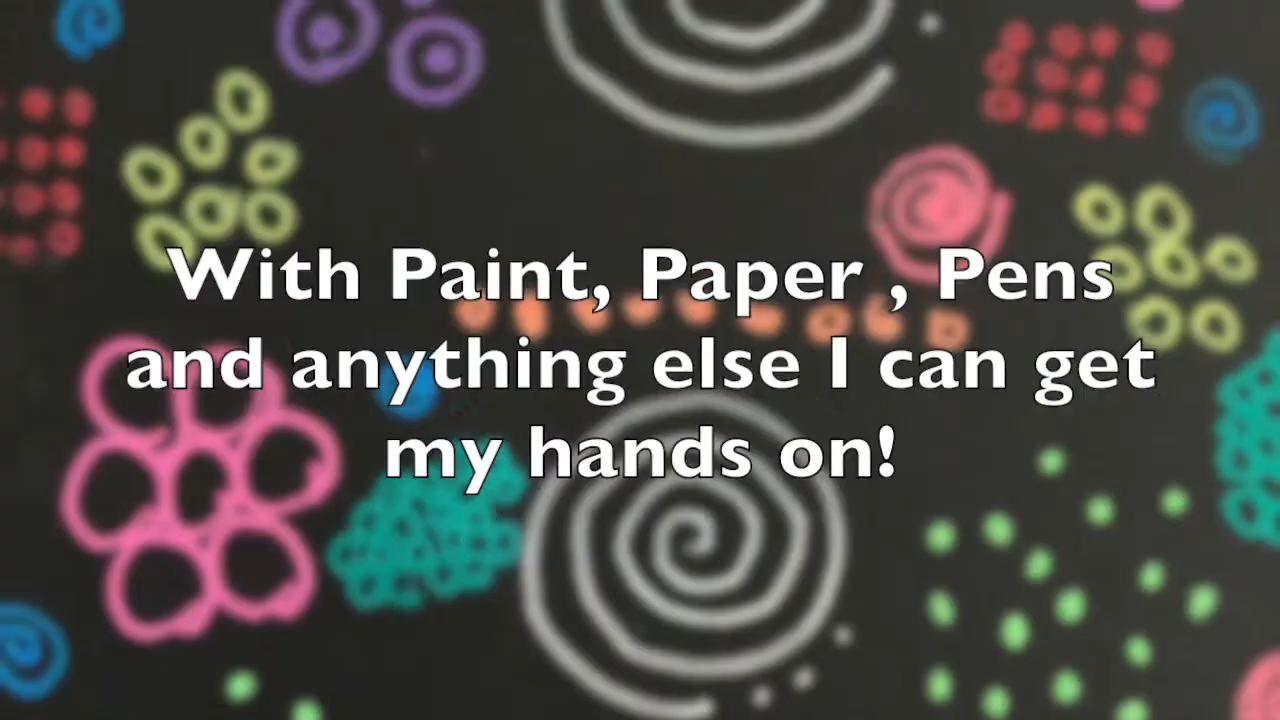 With Paint, Paper , Pens
and anything else I can get
my hands on!